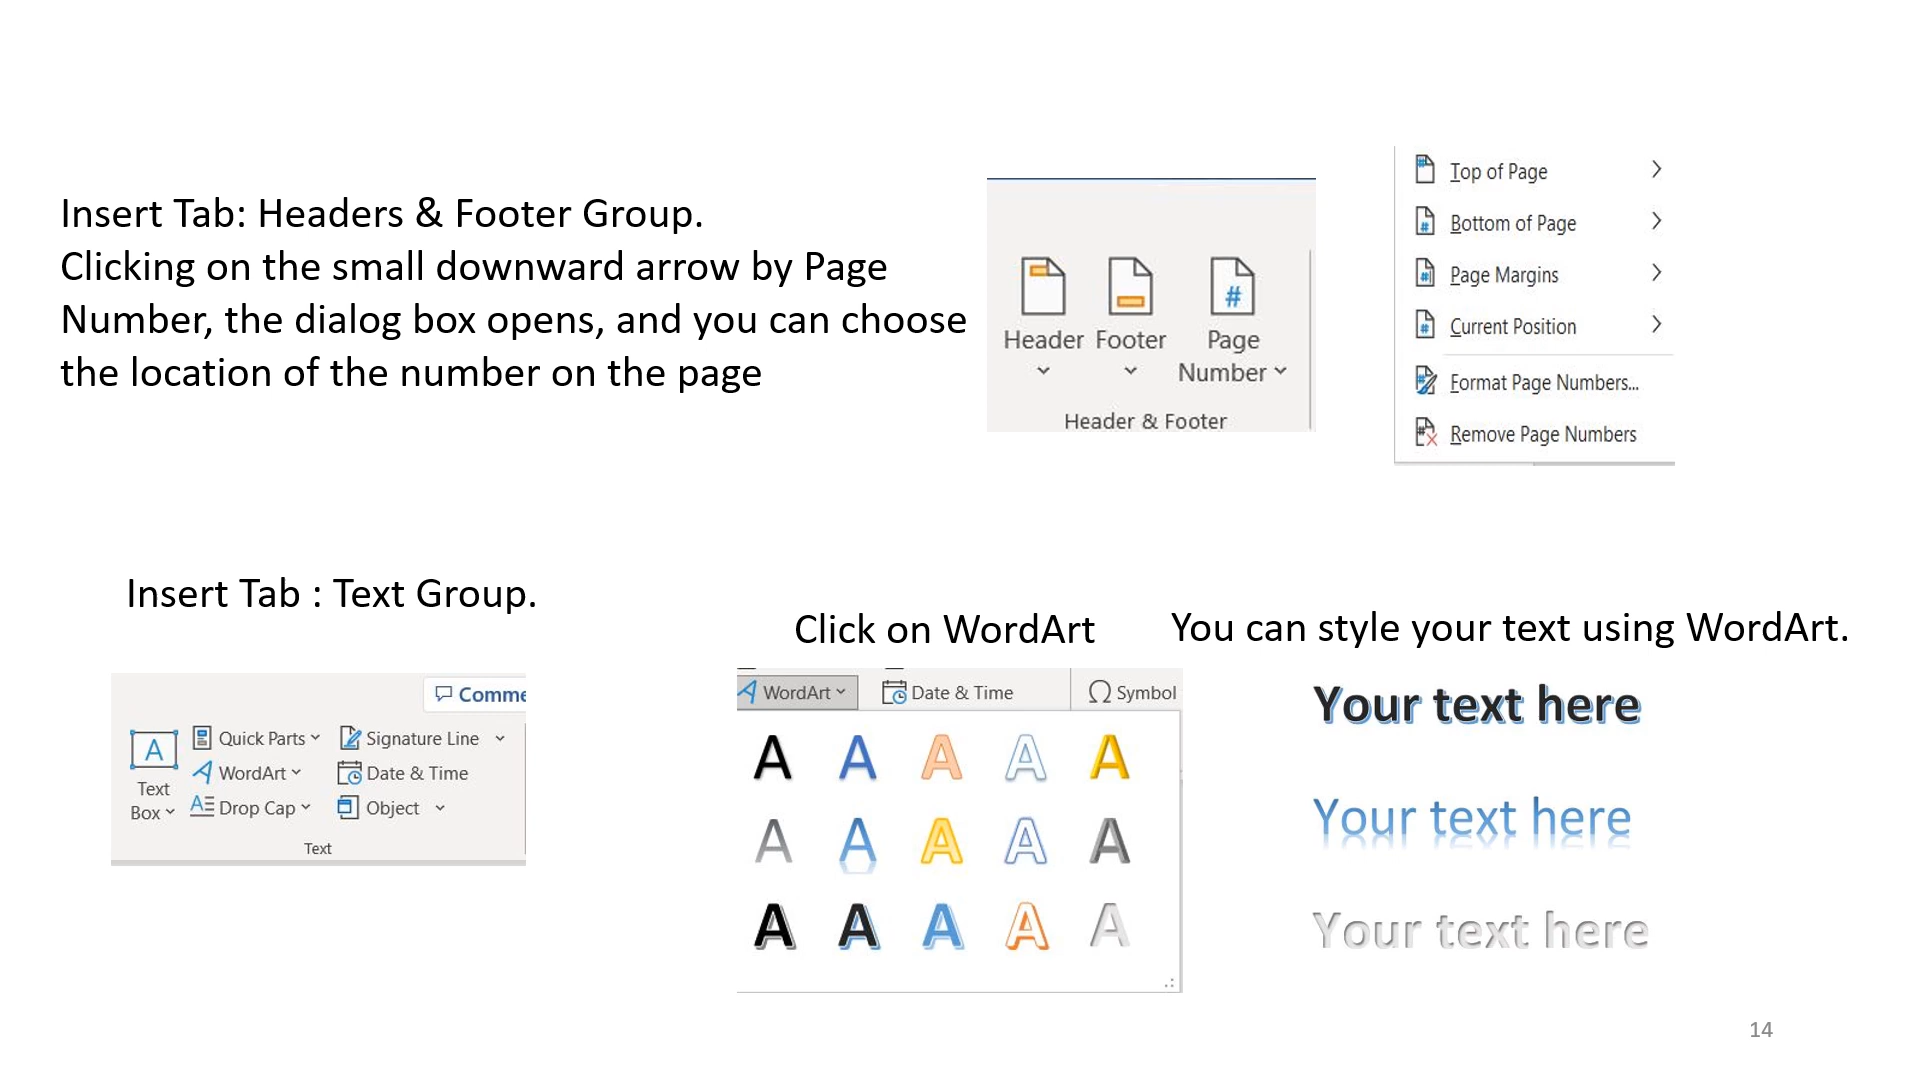 Insert Tab: Headers & Footer Group.
Clicking on the small downward arrow by Page
Number, the dialog box opens, and you can choose
the location of the number on the page
Header Footer Page
Number
Header & Footer
Top of Page
Bottom of Page
Page Margins
Current Position
Format Page Numbers...
Remove Page Numbers
Insert Tab : Text Group.
Comme
Text
Box
Quick Parts
WordArt
Drop Cap
Signature Line
Date & Time
Object
Text
Click on WordArt
WordArt Date & Time Symbol
A A A A A
A A A A A
A A A A A
You can style your text using WordArt.
Your text here
Your text here
Your text here
14